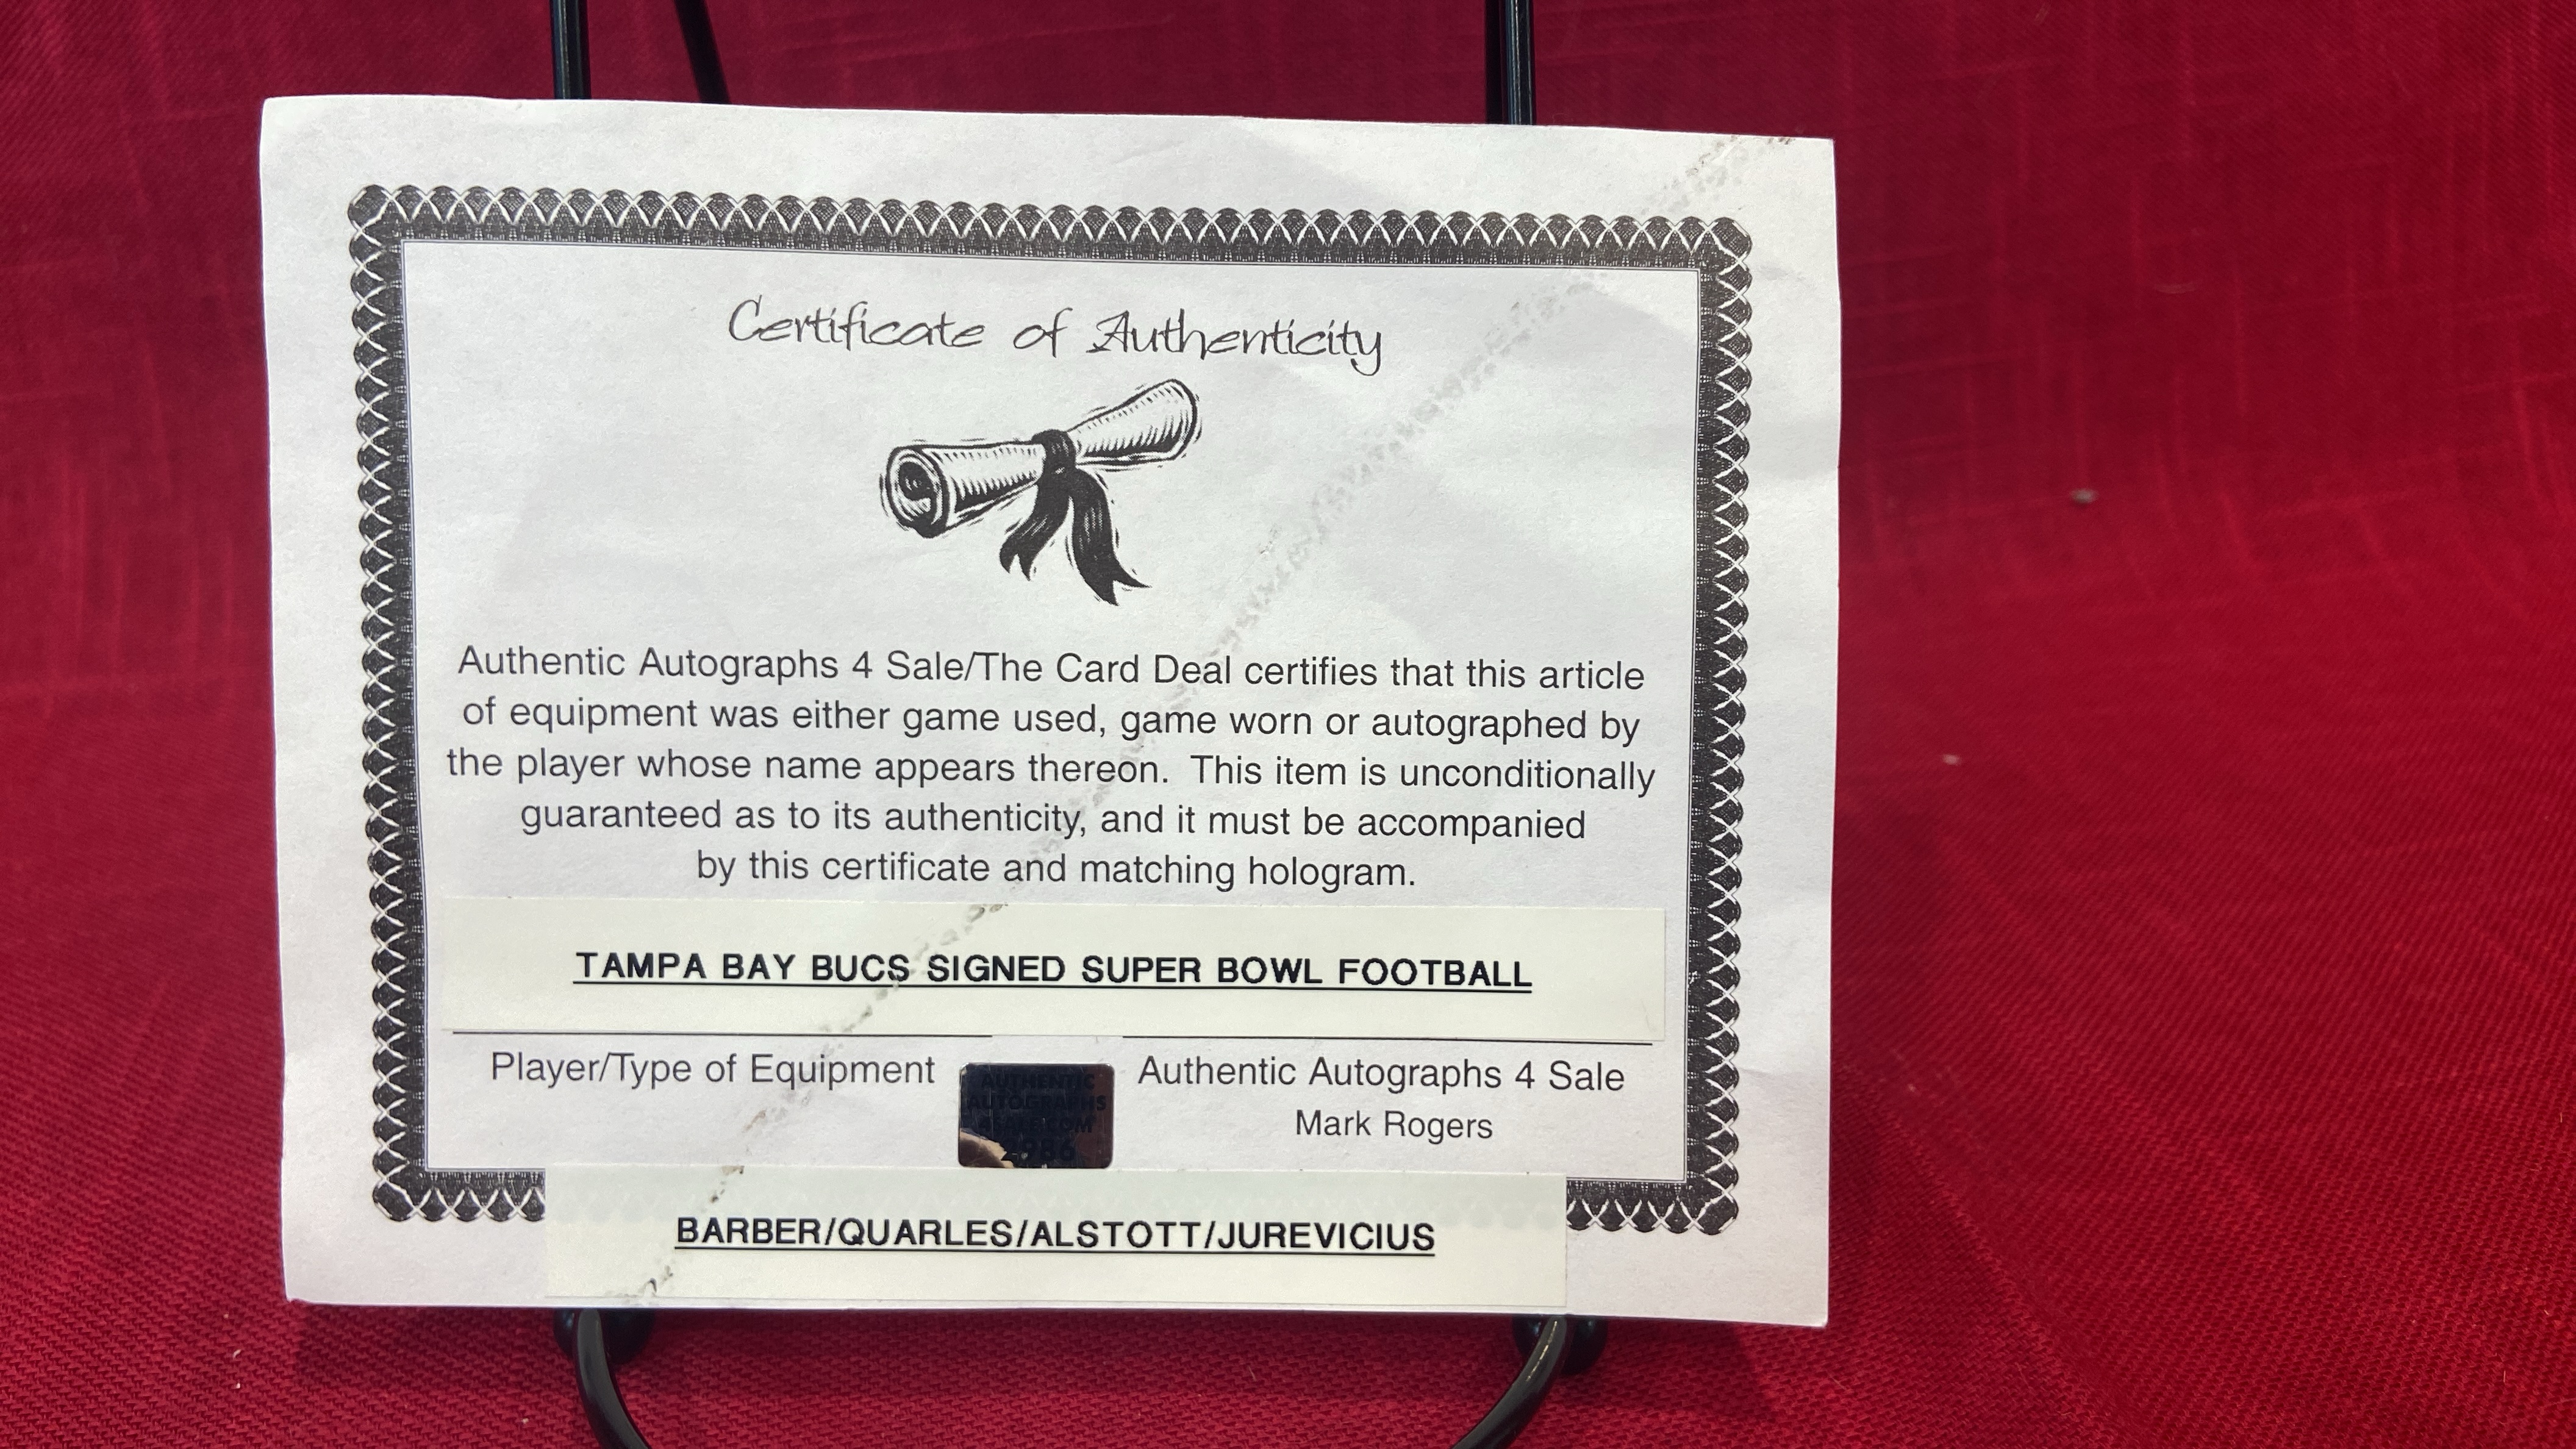 Certificate of Authenticity
Authentic Autographs 4 Sale/The Card Deal certifies that this article
of equipment was either game used, game worn or autographed by
the player whose name appears thereon. This item is unconditionally
guaranteed as to its authenticity, and it must be accompanied
by this certificate and matching hologram.
TAMPA BAY BUCS SIGNED SUPER BOWL FOOTBALL
Player/Type of Equipment
AUTHENTIC
AUTOGRAPHS
4SALE.COM
Authentic Autographs 4 Sale
Mark Rogers
BARBER/QUARLES/ALSTOTT/JUREVICIUS